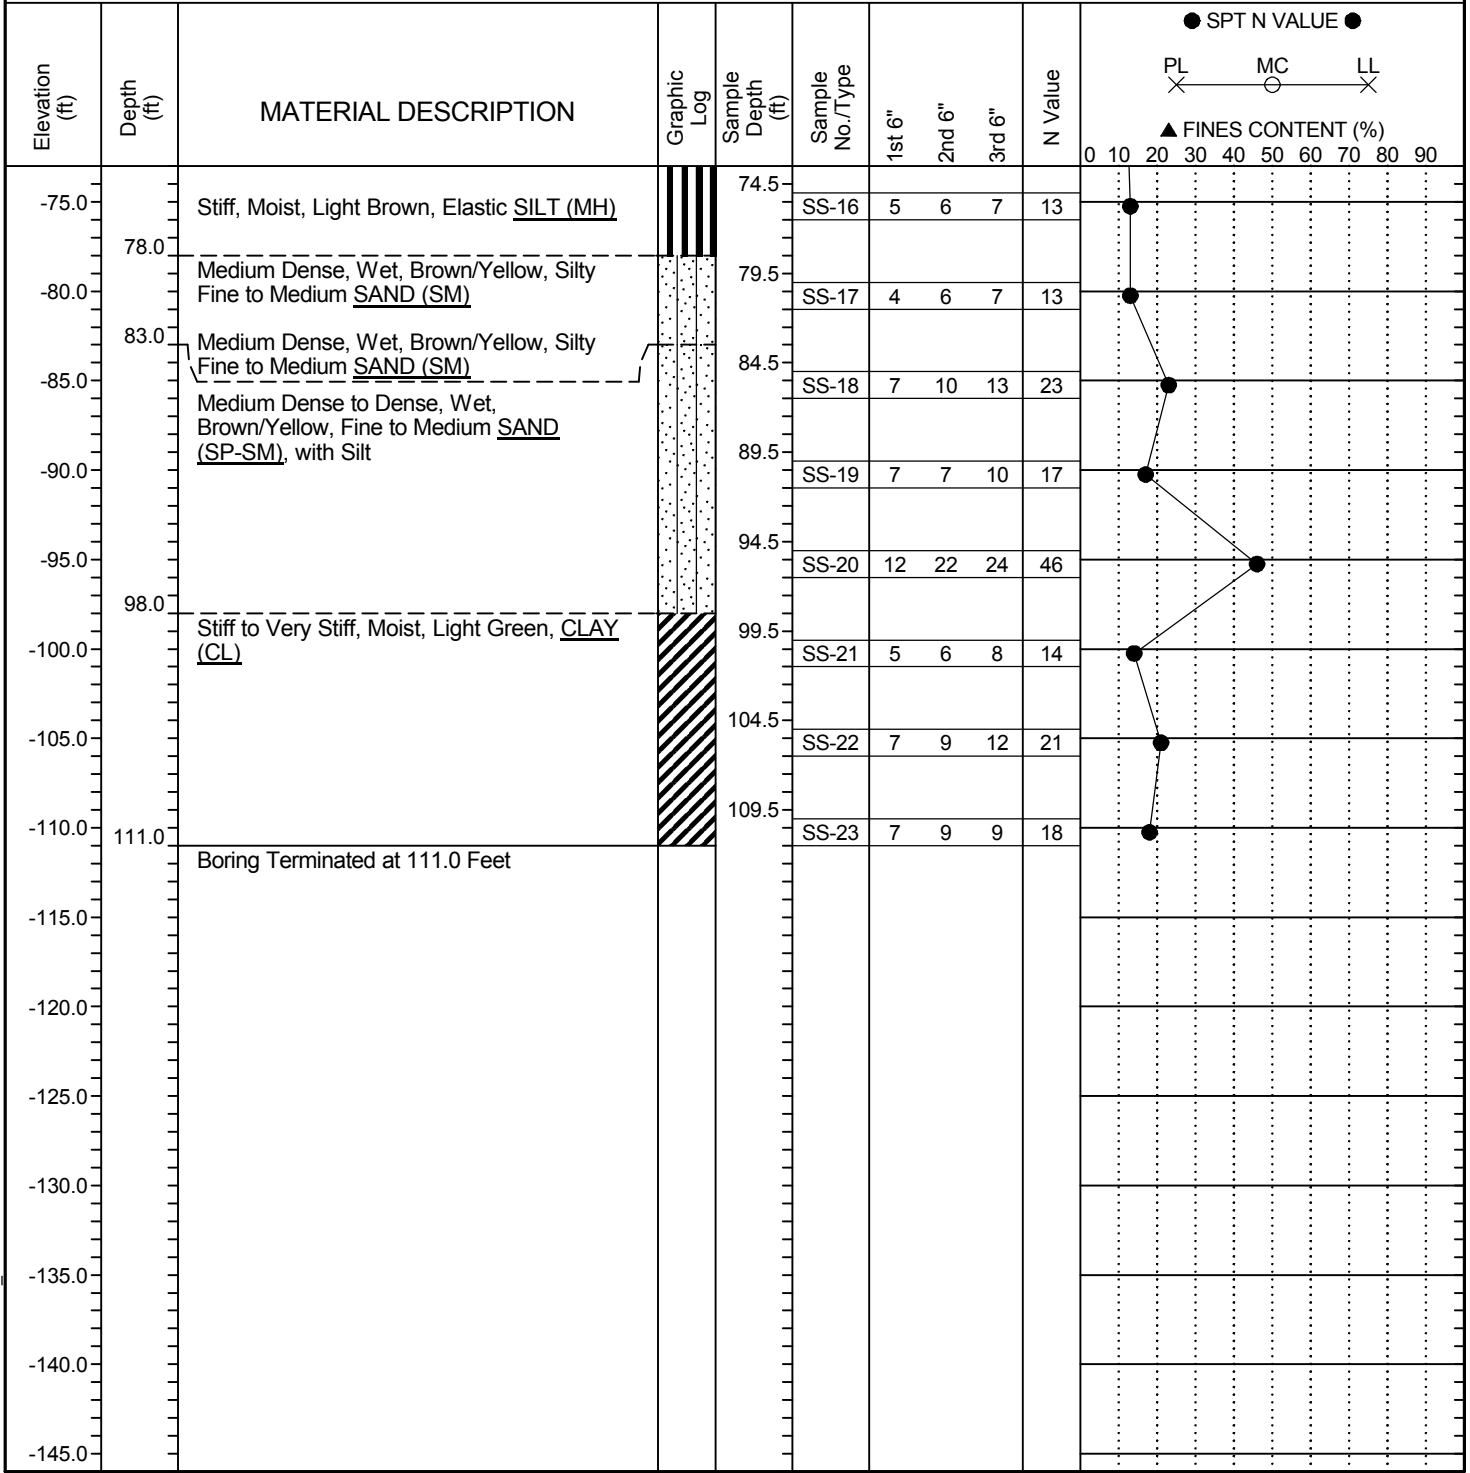 ● SPT N VALUE ●
PL MC LL
▲ FINES CONTENT (%)
0 10 20 30 40 50 60 70 80 90
Elevation (ft)
Depth (ft)
MATERIAL DESCRIPTION
Graphic Log
Sample Depth (ft)
Sample No./Type
1st 6"
2nd 6"
3rd 6"
N Value
74.5
-75.0 Stiff, Moist, Light Brown, Elastic SILT (MH) SS-16 5 6 7 13
78.0
Medium Dense, Wet, Brown/Yellow, Silty 79.5
-80.0 Fine to Medium SAND (SM) SS-17 4 6 7 13
83.0 Medium Dense, Wet, Brown/Yellow, Silty
Fine to Medium SAND (SM) 84.5
-85.0 SS-18 7 10 13 23
Medium Dense to Dense, Wet,
Brown/Yellow, Fine to Medium SAND
(SP-SM), with Silt 89.5
-90.0 SS-19 7 7 10 17
94.5
-95.0 SS-20 12 22 24 46
98.0
Stiff to Very Stiff, Moist, Light Green, CLAY 99.5
-100.0 (CL) SS-21 5 6 8 14
104.5
-105.0 SS-22 7 9 12 21
109.5
-110.0 111.0 SS-23 7 9 9 18
Boring Terminated at 111.0 Feet
-115.0
-120.0
-125.0
-130.0
-135.0
-140.0
-145.0